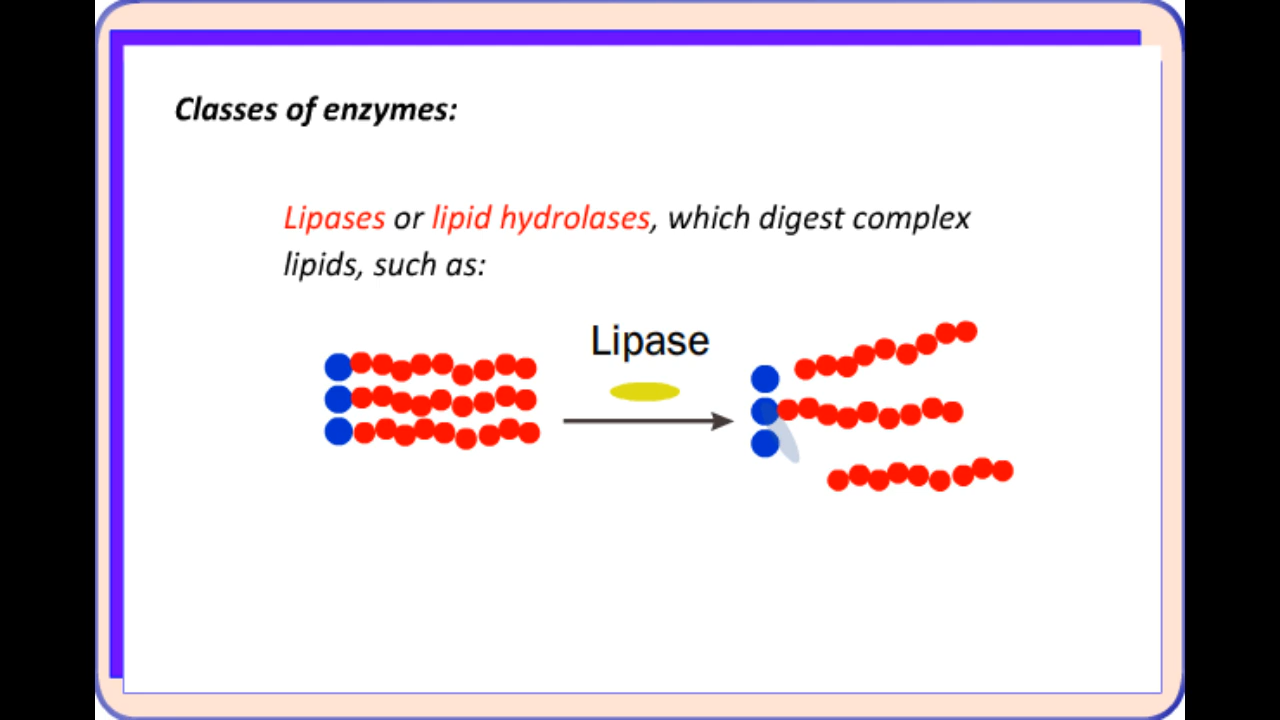 Classes of enzymes:
Lipases or lipid hydrolases, which digest complex
lipids, such as:
Lipase